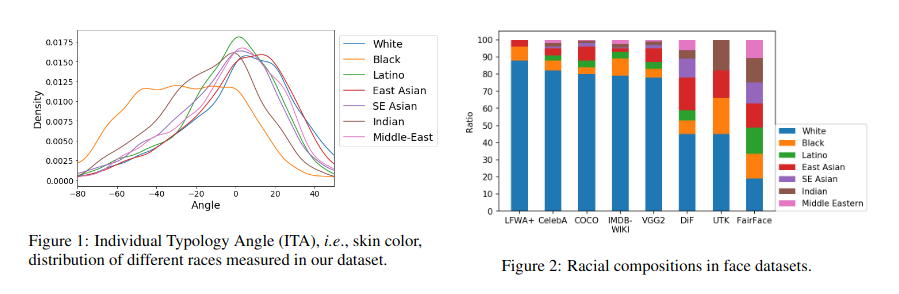 0.0175
0.0150
0.0125
0.0100
0.0075
0.0050
0.0025
0.0000
Density
−80 −60 −40 −20 0 20 40
Angle
White
Black
Latino
East Asian
SE Asian
Indian
Middle-East
Figure 1: Individual Typology Angle (ITA), i.e., skin color,
distribution of different races measured in our dataset.
100
90
80
70
60
50
40
30
20
10
0
Ratio
LFWA+ CelebA COCO IMDB- VGG2 DiF UTK FairFace
WIKI
White
Black
Latino
East Asian
SE Asian
Indian
Middle Eastern
Figure 2: Racial compositions in face datasets.